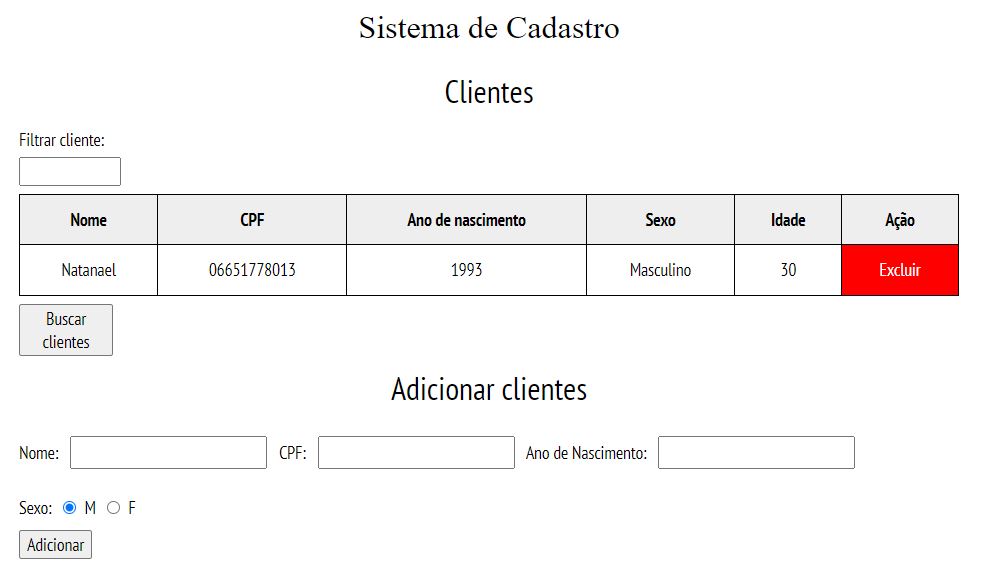 Sistema de Cadastro
Clientes
Filtrar cliente:
Nome CPF Ano de nascimento Sexo Idade Ação
Natanael 06651778013 1993 Masculino 30 Excluir
Buscar
clientes
Adicionar clientes
Nome: CPF: Ano de Nascimento:
Sexo: M F
Adicionar